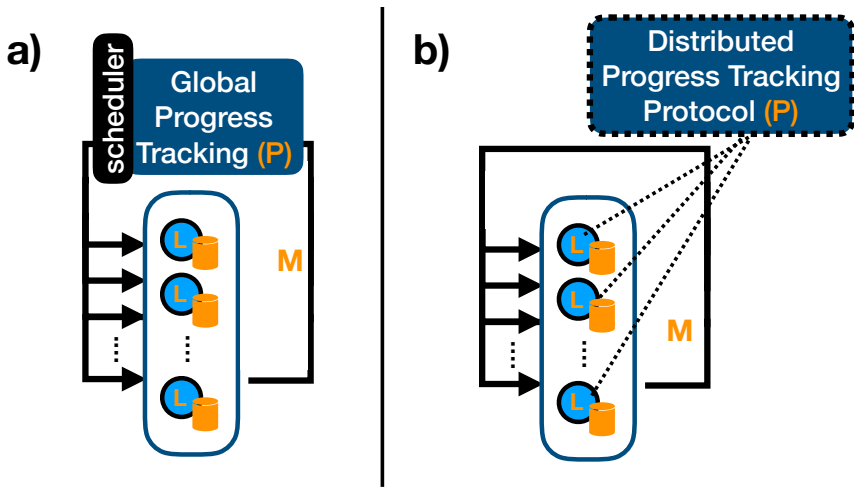 a)
scheduler
Global
Progress
Tracking (P)
L
L
L
M
b)
Distributed
Progress Tracking
Protocol (P)
L
L
L
M